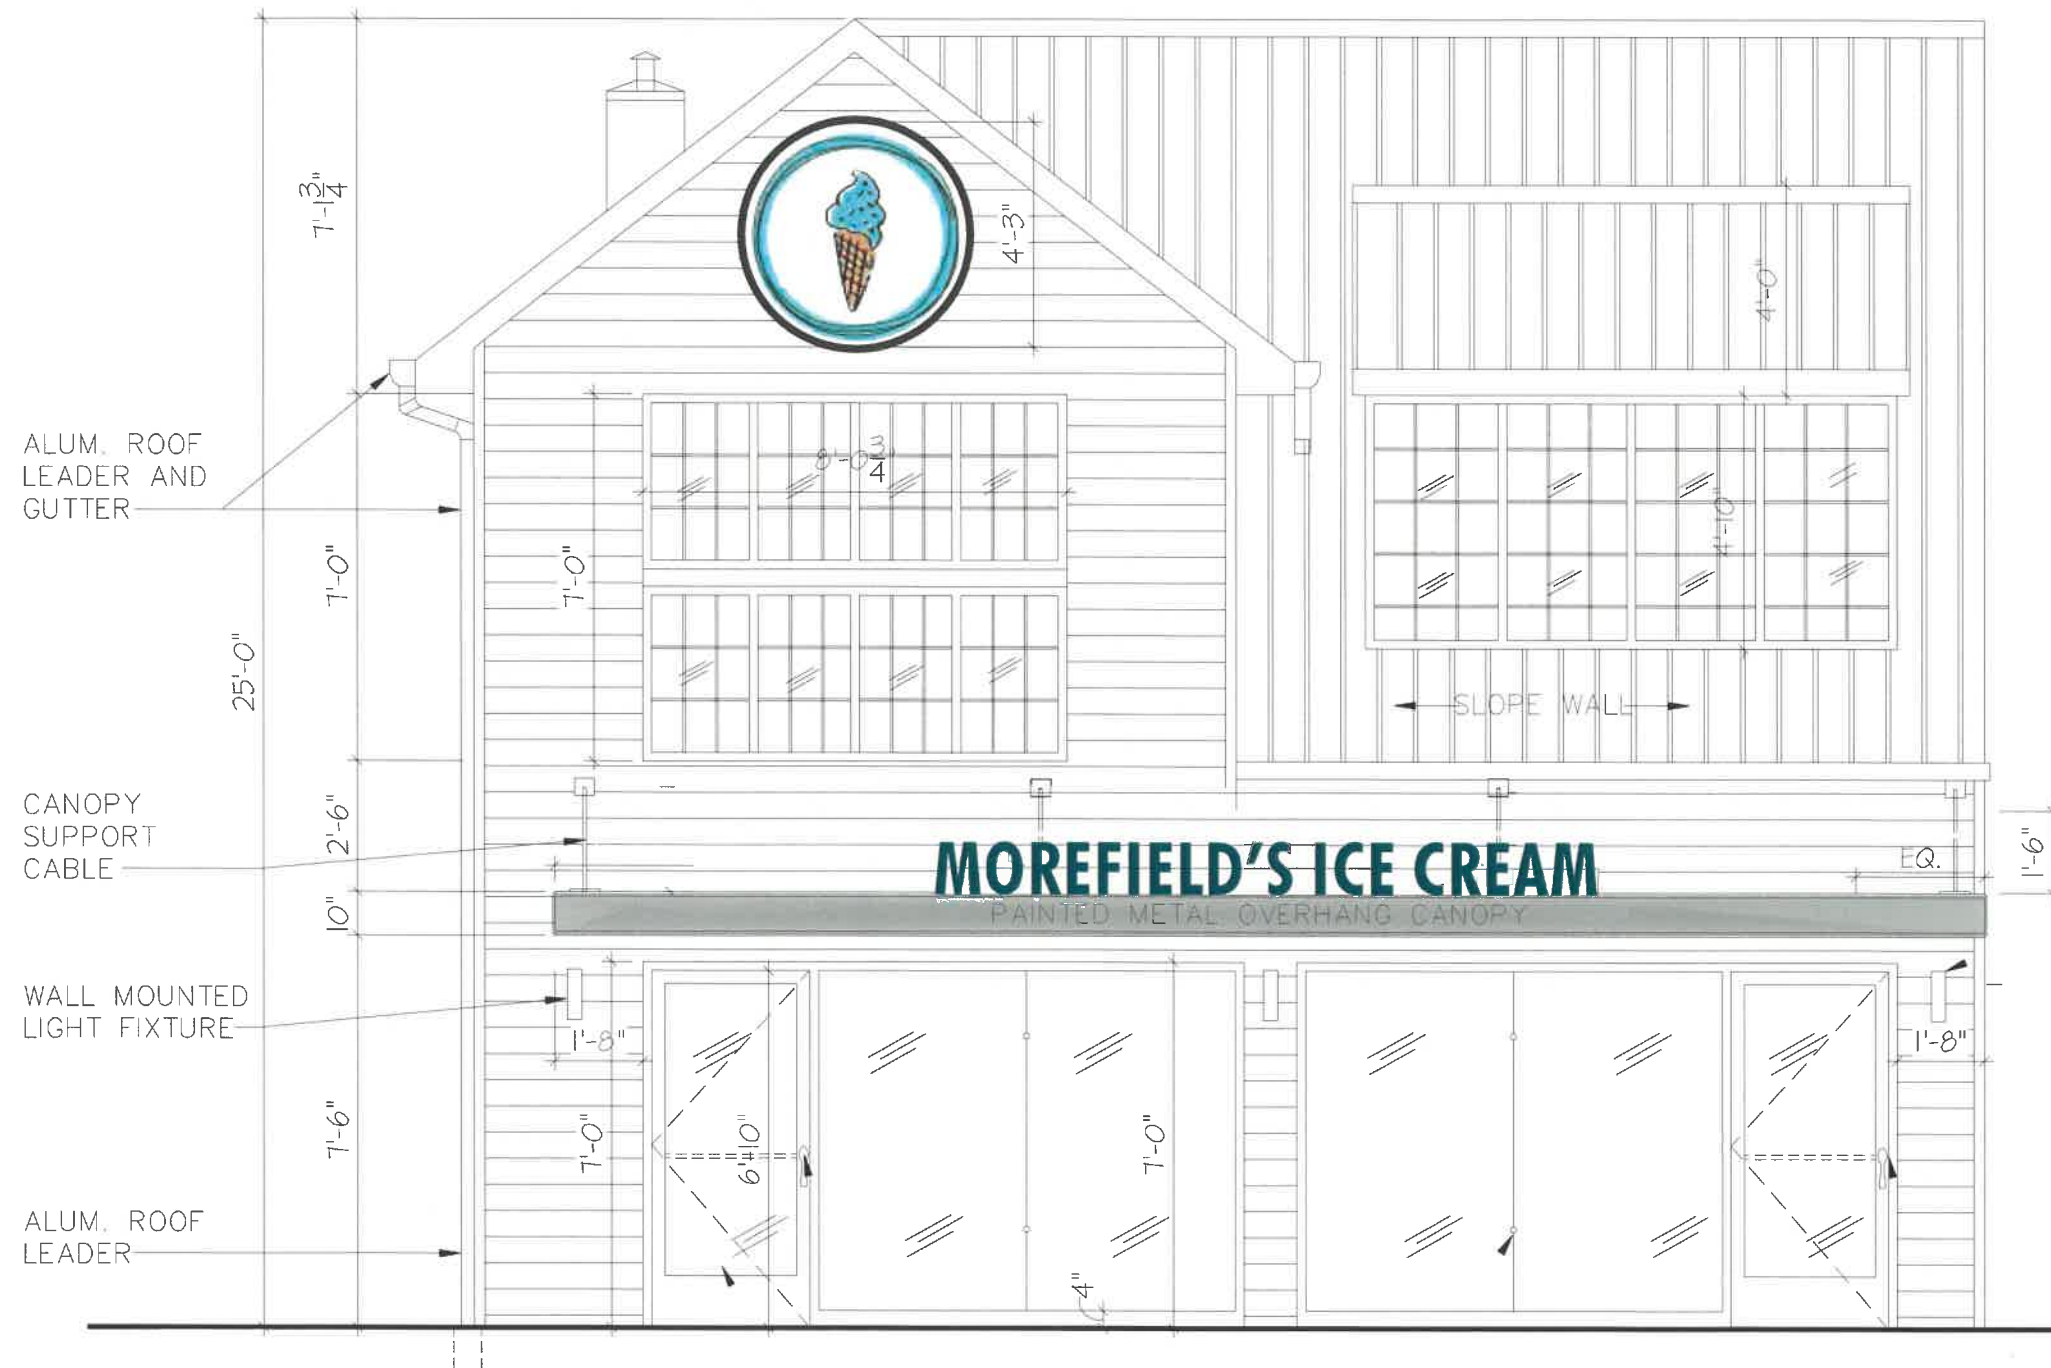 7'-1 3/4"
4'-3"
4'-0"
ALUM. ROOF
LEADER AND
GUTTER
8'-0 3/4
7'-0"
7'-0"
4'-10"
25'-0"
SLOPE WALL
CANOPY
SUPPORT
CABLE
2'-6"
MOREFIELD'S ICE CREAM
EQ.
1'-6"
10"
PAINTED METAL OVERHANG CANOPY
WALL MOUNTED
LIGHT FIXTURE
1'-8"
1'-8"
7'-6"
7'-0"
6'-10"
7'-0"
ALUM. ROOF
LEADER
4"